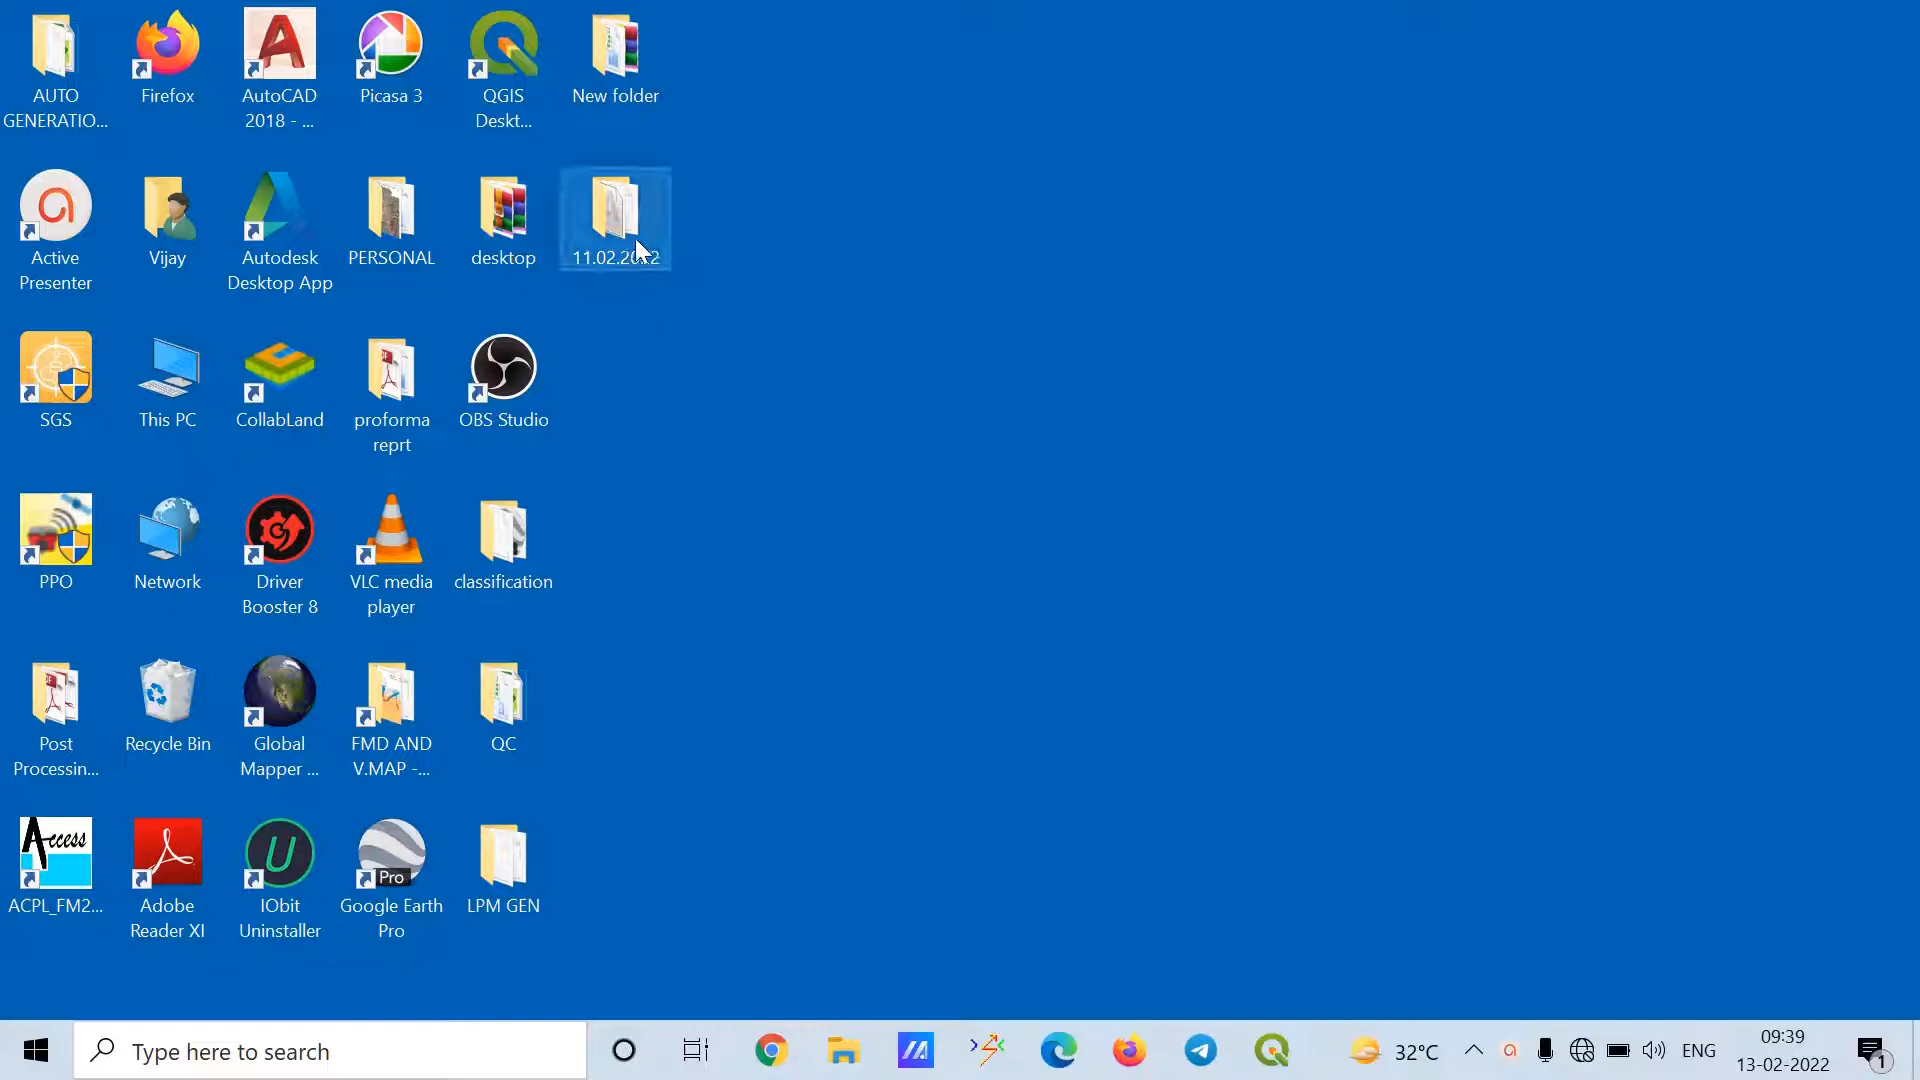 AUTO
GENERATIO...
Firefox
AutoCAD
2018 - ...
Picasa 3
QGIS
Deskt...
New folder
Active
Presenter
Vijay
Autodesk
Desktop App
PERSONAL
desktop
SGS
This PC
CollabLand
proforma
reprt
OBS Studio
PPO
Network
Driver
Booster 8
VLC media
player
classification
Post
Processin...
Recycle Bin
Global
Mapper ...
FMD AND
V.MAP -...
QC
Access
ACPL_FM2...
Adobe
Reader XI
IObit
Uninstaller
Pro
Google Earth
Pro
LPM GEN
Type here to search
32°C
ENG
09:39
13-02-2022
1